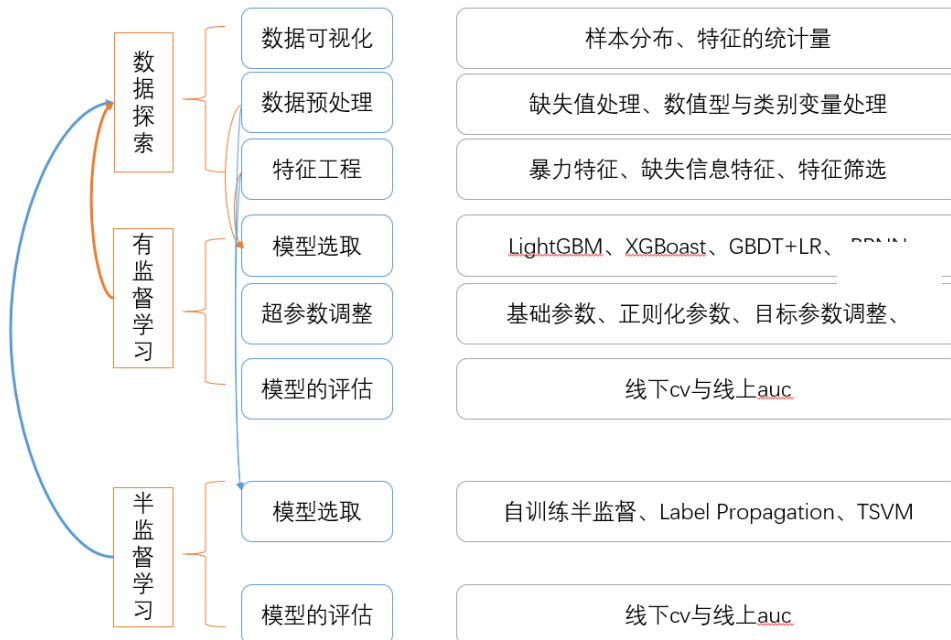 数据探索
数据可视化
样本分布、特征的统计量
数据预处理
缺失值处理、数值型与类别变量处理
特征工程
暴力特征、缺失信息特征、特征筛选
有监督学习
模型选取
LightGBM、XGBoast、GBDT+LR、
超参数调整
基础参数、正则化参数、目标参数调整、
模型的评估
线下cv与线上auc
半监督学习
模型选取
自训练半监督、Label Propagation、TSVM
模型的评估
线下cv与线上auc